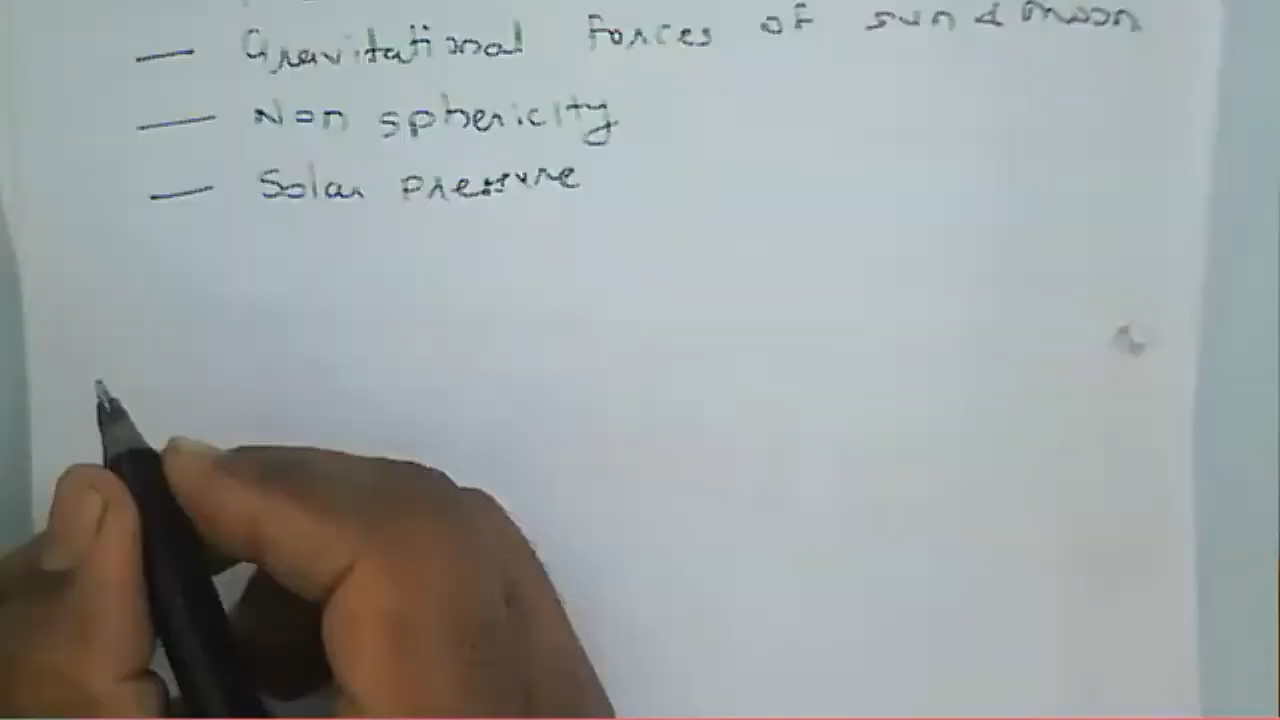 — Gravitational Forces of sun & moon
— Non sphericity
— Solar pressure